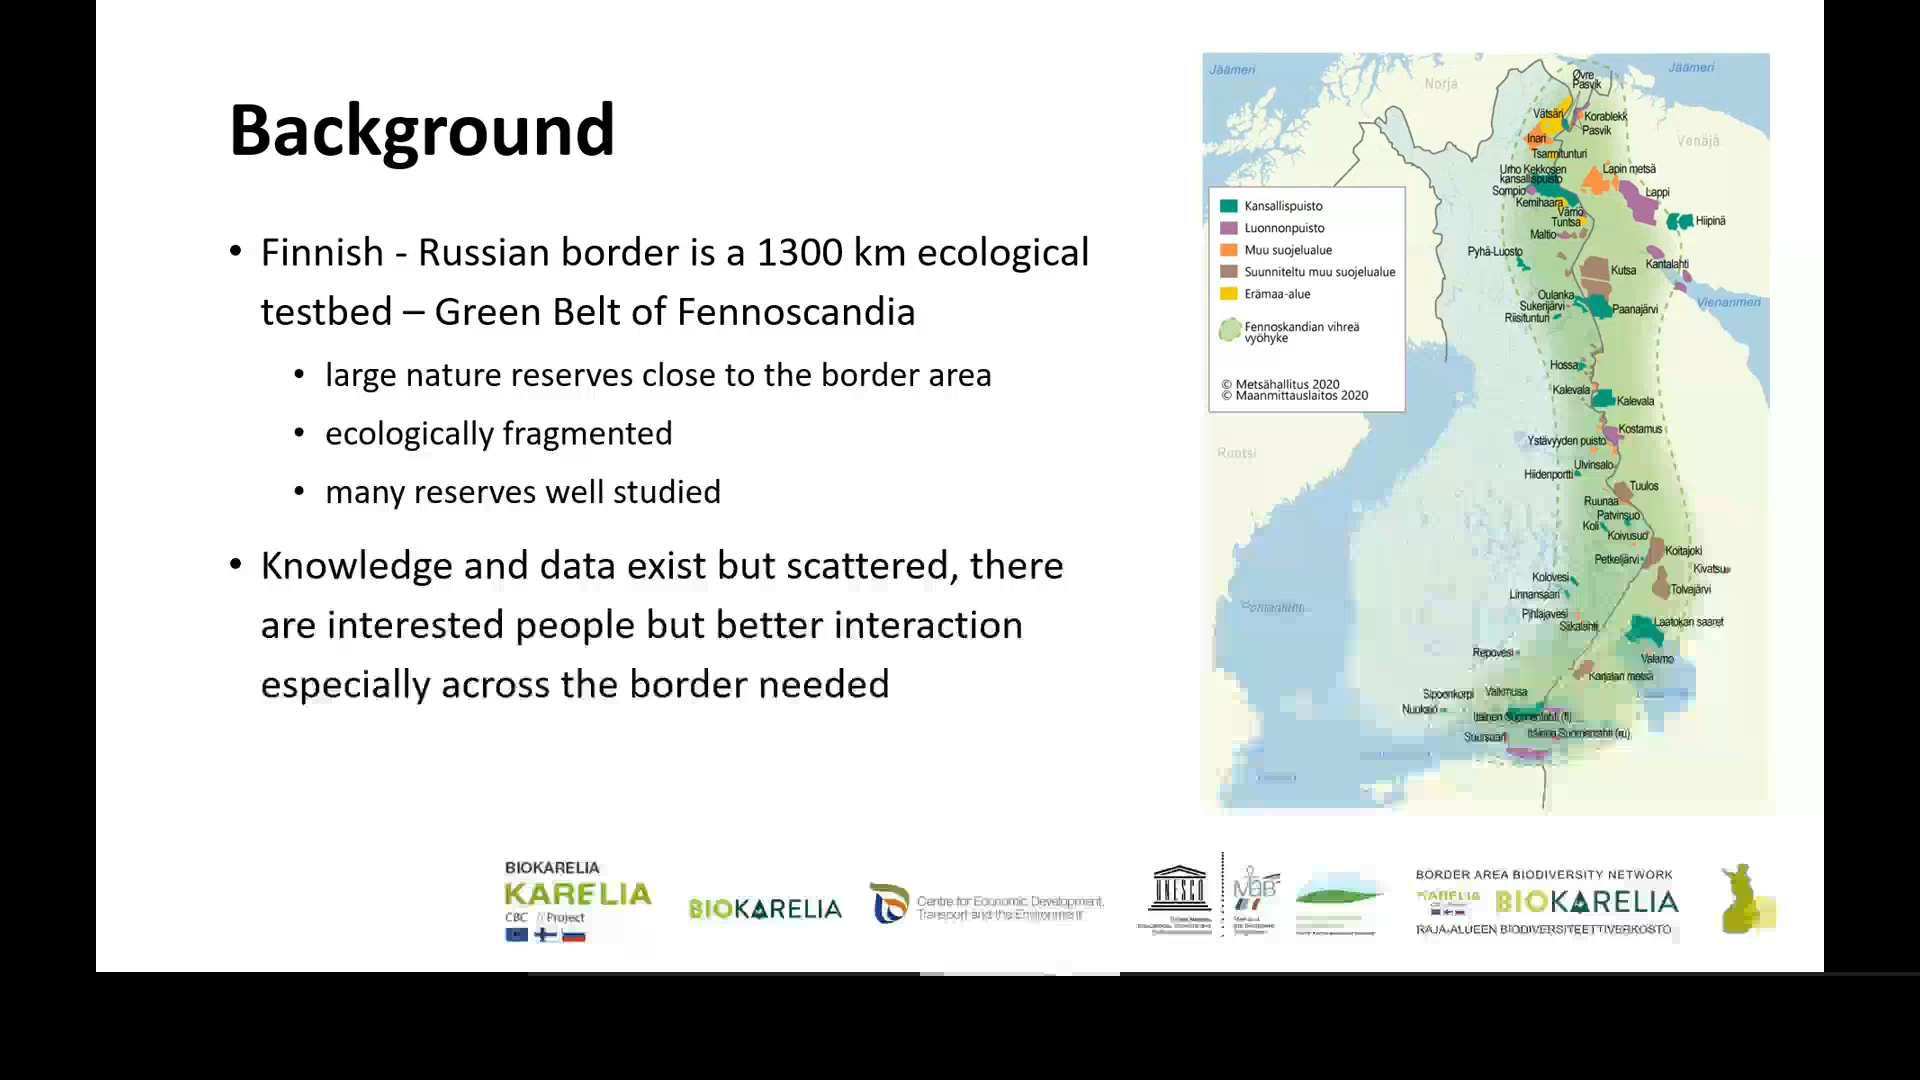 Background
• Finnish - Russian border is a 1300 km ecological
testbed – Green Belt of Fennoscandia
• large nature reserves close to the border area
• ecologically fragmented
• many reserves well studied
• Knowledge and data exist but scattered, there
are interested people but better interaction
especially across the border needed
Jäämeri
Norja
Jäämeri
Øvre
Pasvik
Vätsäri
Korablekk
Pasvik
Inari
Venäjä
Tsarmitunturi
Urho Kekkosen
kansallispuisto
Lapin metsä
Sompio
Lappi
Kemihaara
Värriö
Tuntsa
Hiipinä
Maltio
Pyhä-Luosto
Kutsa
Kantalahti
Oulanka
Sukerijärvi
Paanajärvi
Vienanmeri
Riisitunturi
Hossa
Kalevala
Kalevala
Kostamus
Ystävyyden puisto
Ruotsi
Ulvinsalo
Hiidenportti
Tuulos
Ruunaa
Patvinsuo
Koli
Koivusuo
Koitajoki
Petkeljärvi
Kivatsu
Kolovesi
Tolvajärvi
Linnansaari
Pihlajavesi
Siikalahti
Laatokan saaret
Repovesi
Valamo
Karjalan metsä
Sipoonkorpi
Valkmusa
Nuuksio
Itäinen Suomenlahti (fi)
Suursaari
Itäinen Suomenlahti (ru)
Kansallispuisto
Luonnonpuisto
Muu suojelualue
Suunniteltu muu suojelualue
Erämaa-alue
Fennoskandian vihreä
vyöhyke
© Metsähallitus 2020
© Maanmittauslaitos 2020
BIOKARELIA
KARELIA
CBC // Project
BIOKARELIA
Centre for Economic Development,
Transport and the Environment
UNESCO
MAB
BORDER AREA BIODIVERSITY NETWORK
KARELIA
BIOKARELIA
RAJA-ALUEEN BIODIVERSITEETTIVERKOSTO